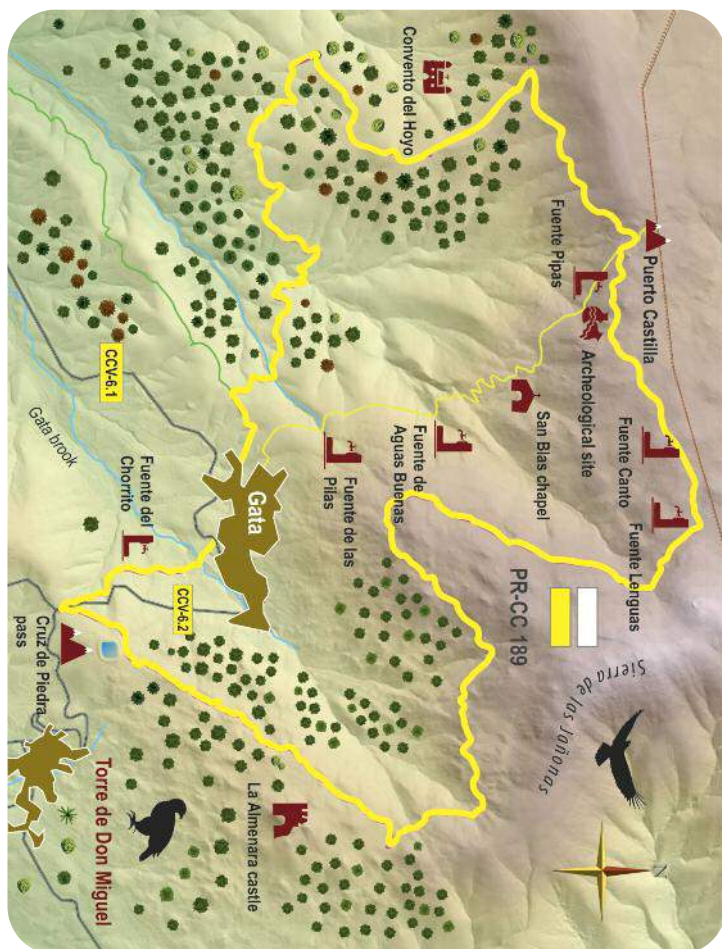 Convento del Hoyo
Puerto Castilla
Fuente Pipas
Archeological site
Fuente Canto
Fuente Lenguas
San Blas chapel
Fuente de
Aguas Buenas
Fuente de las
Pilas
PR-CC 189
Sierra de las Jañonas
N
CCV-6.1
Gata brook
Gata
Fuente del
Chorrito
CCV-6.2
Cruz de Piedra
pass
La Almenara castle
Torre de Don Miguel